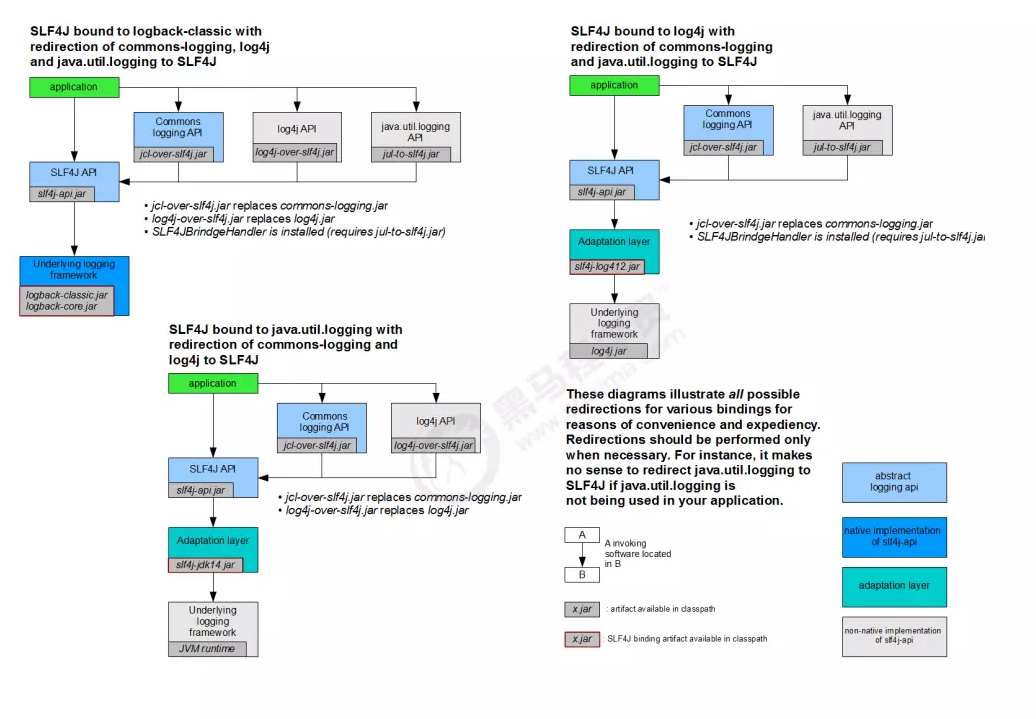 SLF4J bound to logback-classic with
redirection of commons-logging, log4j
and java.util.logging to SLF4J
application
Commons
logging API
jcl-over-slf4j.jar
log4j API
log4j-over-slf4j.jar
java.util.logging
API
jul-to-slf4j.jar
SLF4J API
slf4j-api.jar
• jcl-over-slf4j.jar replaces commons-logging.jar
• log4j-over-slf4j.jar replaces log4j.jar
• SLF4JBrindgeHandler is installed (requires jul-to-slf4j.jar)
Underlying logging
framework
logback-classic.jar
logback-core.jar
SLF4J bound to log4j with
redirection of commons-logging
and java.util.logging to SLF4J
application
Commons
logging API
jcl-over-slf4j.jar
java.util.logging
API
jul-to-slf4j.jar
SLF4J API
slf4j-api.jar
• jcl-over-slf4j.jar replaces commons-logging.jar
• SLF4JBrindgeHandler is installed (requires jul-to-slf4j.ja
Adaptation layer
slf4j-log412.jar
Underlying
logging
framework
log4j.jar
SLF4J bound to java.util.logging with
redirection of commons-logging and
log4j to SLF4J
application
Commons
logging API
jcl-over-slf4j.jar
log4j API
log4j-over-slf4j.jar
SLF4J API
slf4j-api.jar
• jcl-over-slf4j.jar replaces commons-logging.jar
• log4j-over-slf4j.jar replaces log4j.jar
Adaptation layer
slf4j-jdk14.jar
Underlying
logging
framework
JVM runtime
These diagrams illustrate all possible
redirections for various bindings for
reasons of convenience and expediency.
Redirections should be performed only
when necessary. For instance, it makes
no sense to redirect java.util.logging to
SLF4J if java.util.logging is
not being used in your application.
A
B
A invoking
software located
in B
x.jar : artifact available in classpath
x.jar : SLF4J binding artifact available in classpath
abstract
logging api
native implementation
of slf4j-api
adaptation layer
non-native implementation
of slf4j-api
黑马程序员